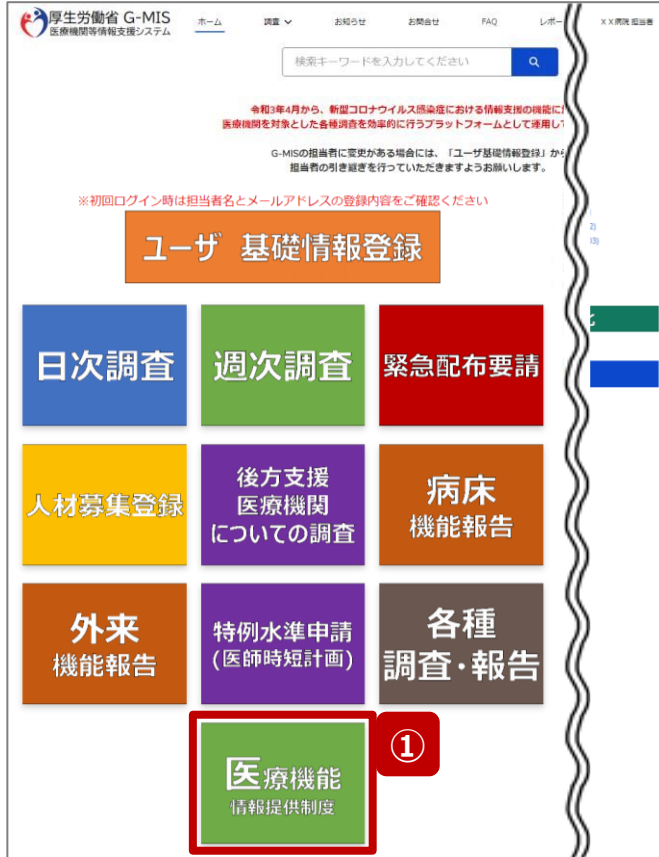 厚生労働省 G-MIS
医療機関等情報支援システム
ホーム 調査 お知らせ お問合せ FAQ レポー XX病院 担当者
検索キーワードを入力してください
令和3年4月から、新型コロナウイルス感染症における情報支援の機能に
医療機関を対象とした各種調査を効率的に行うプラットフォームとして運用し
G-MISの担当者に変更がある場合には、「ユーザ基礎情報登録」か
担当者の引き継ぎを行っていただきますようお願いします。
※初回ログイン時は担当者名とメールアドレスの登録内容をご確認ください
ユーザ 基礎情報登録
日次調査
週次調査
緊急配布要請
人材募集登録
後方支援
医療機関
についての調査
病床
機能報告
外来
機能報告
特例水準申請
(医師時短計画)
各種
調査・報告
医療機能
情報提供制度
①